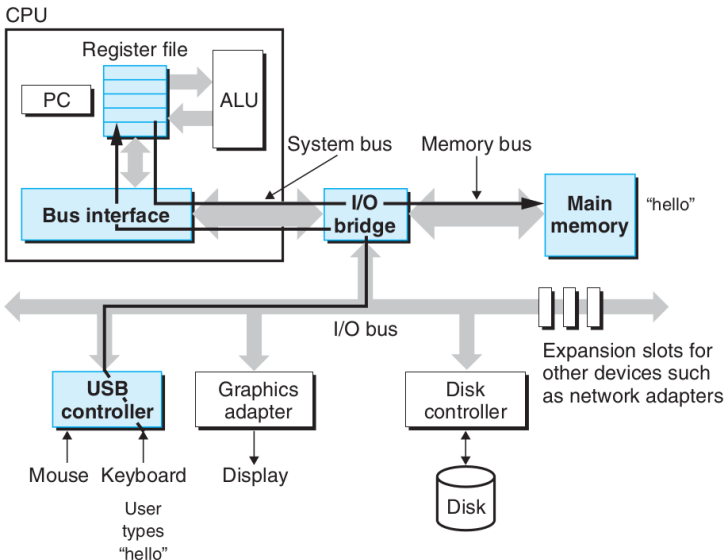 CPU
Register file
PC
ALU
System bus
Memory bus
Bus interface
I/O
bridge
Main
memory
“hello”
I/O bus
Expansion slots for
other devices such
as network adapters
USB
controller
Graphics
adapter
Disk
controller
Mouse
Keyboard
Display
Disk
User
types
“hello”